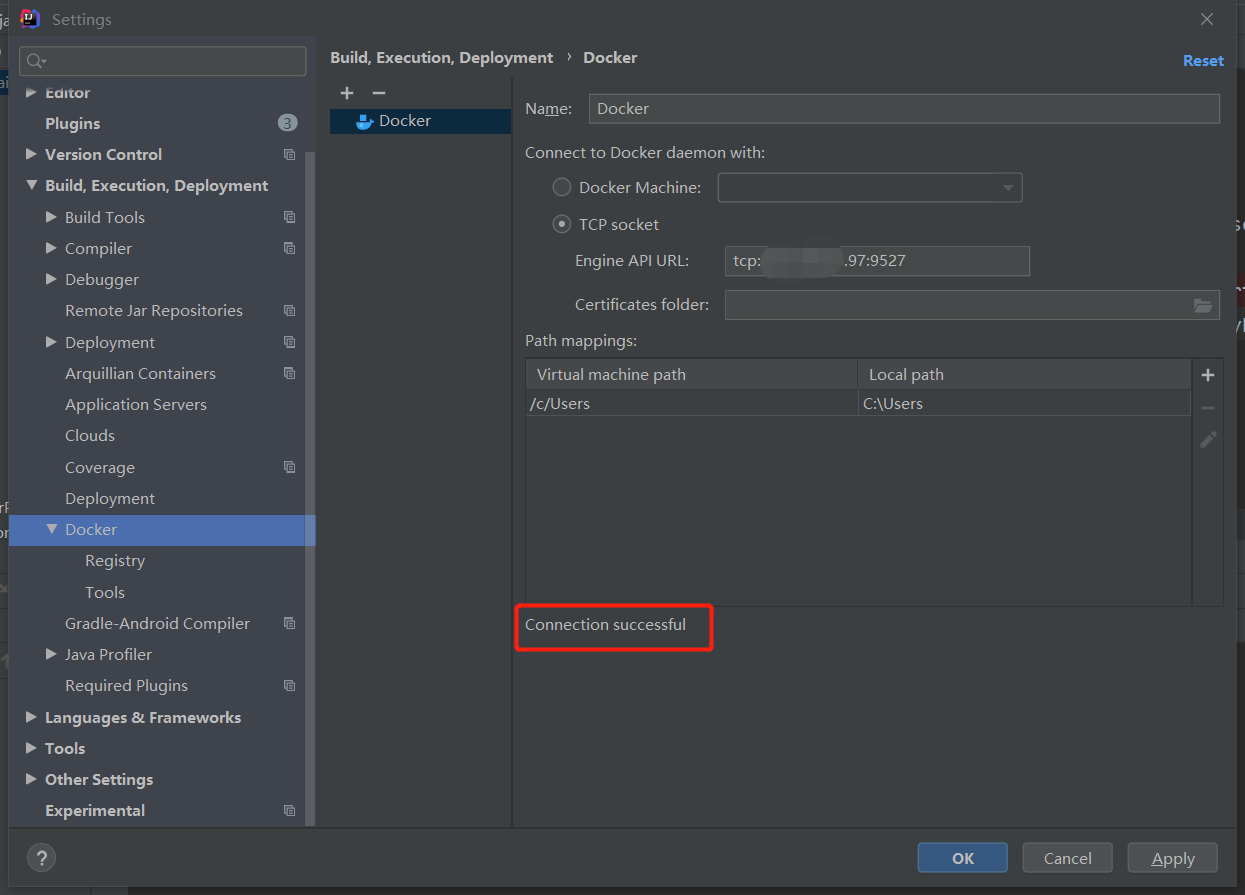 Settings
Build, Execution, Deployment › Docker
Reset
Editor
Plugins 3
Version Control
Build, Execution, Deployment
Build Tools
Compiler
Debugger
Remote Jar Repositories
Deployment
Arquillian Containers
Application Servers
Clouds
Coverage
Deployment
Docker
Registry
Tools
Gradle-Android Compiler
Java Profiler
Required Plugins
Languages & Frameworks
Tools
Other Settings
Experimental
Docker
Name: Docker
Connect to Docker daemon with:
Docker Machine:
TCP socket
Engine API URL: tcp: .97:9527
Certificates folder:
Path mappings:
Virtual machine path Local path
/c/Users C:\Users
Connection successful
? OK Cancel Apply